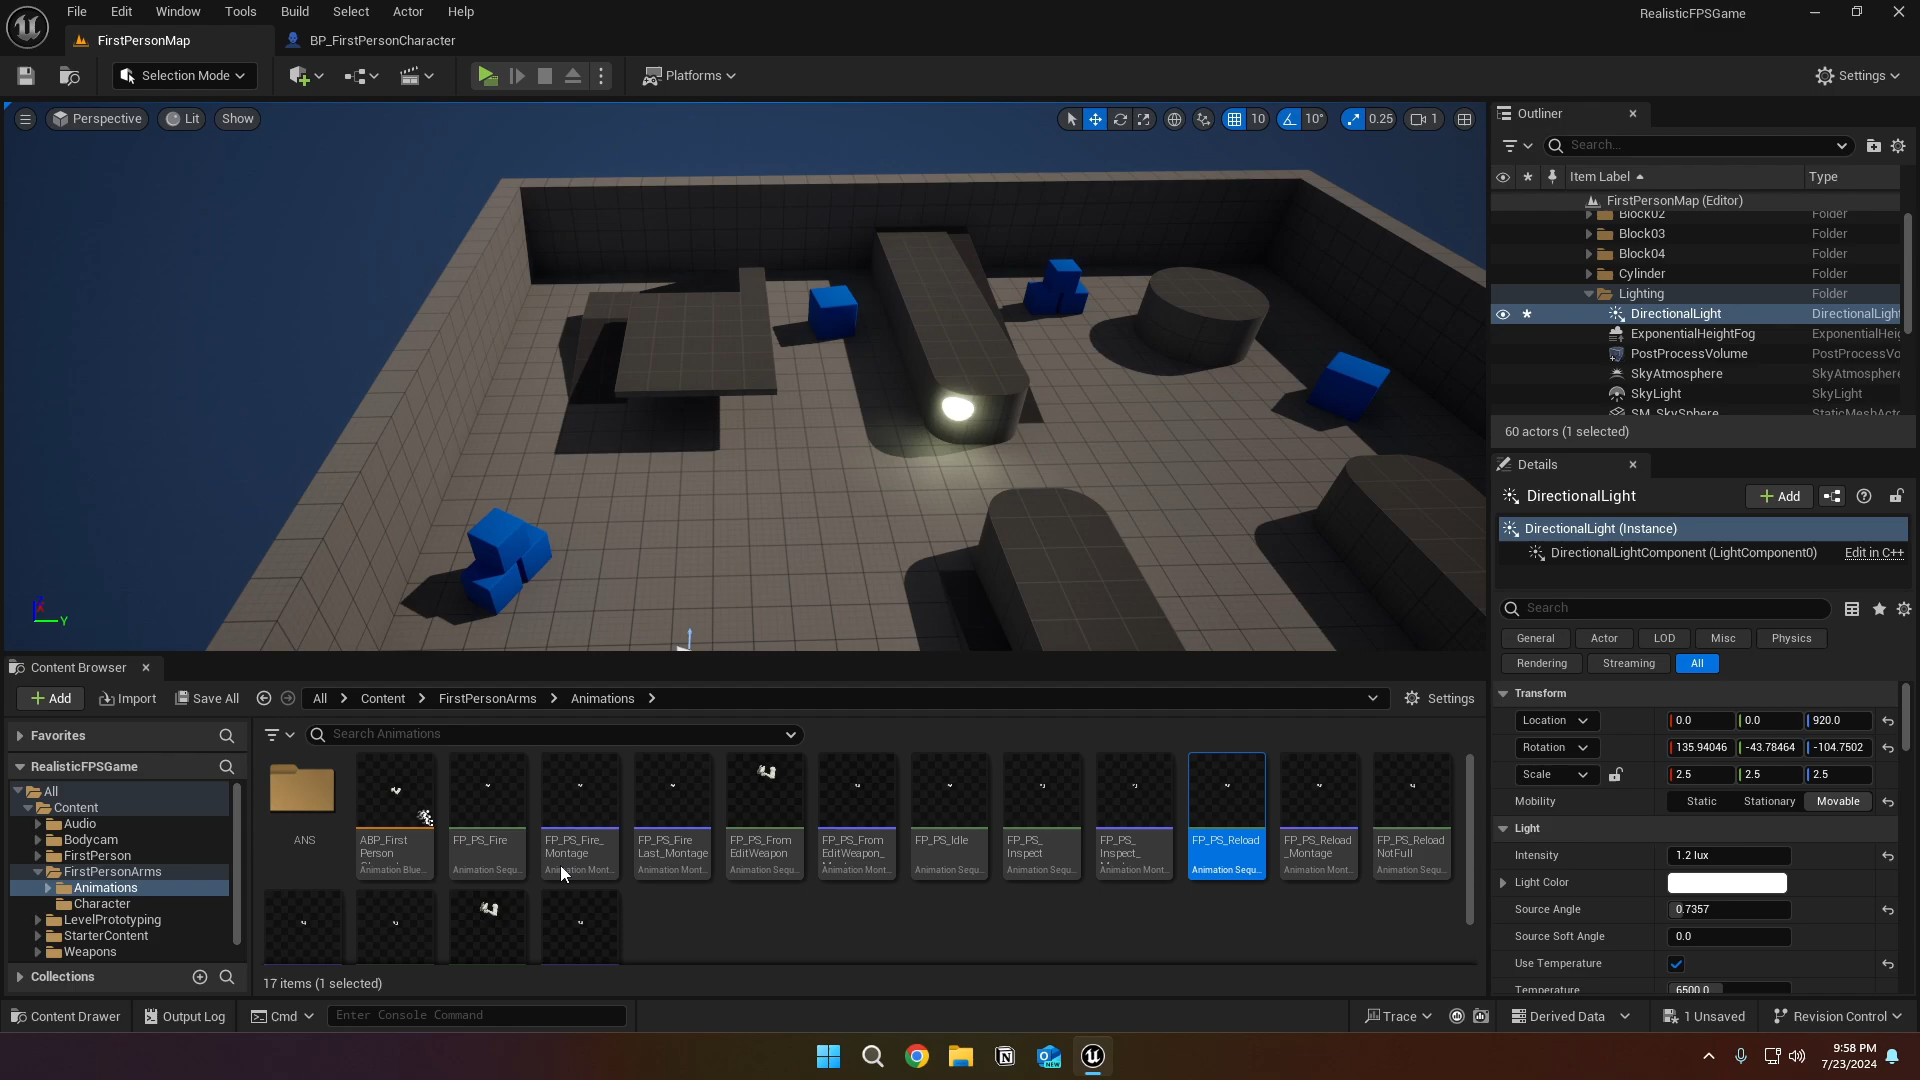 File Edit Window Tools Build Select Actor Help
RealisticFPSGame
FirstPersonMap
BP_FirstPersonCharacter
Selection Mode
Platforms
Settings
Perspective
Lit
Show
10
10°
0.25
1
Y
Outliner
Search...
Item Label
Type
FirstPersonMap (Editor)
Block02 Folder
Block03 Folder
Block04 Folder
Cylinder Folder
Lighting Folder
DirectionalLight DirectionalLight
ExponentialHeightFog ExponentialHeig
PostProcessVolume PostProcessVo
SkyAtmosphere SkyAtmosphere
SkyLight SkyLight
SM_SkySphere StaticMeshActo
60 actors (1 selected)
Details
DirectionalLight
Add
DirectionalLight (Instance)
DirectionalLightComponent (LightComponent0) Edit in C++
Search
General Actor LOD Misc Physics
Rendering Streaming All
Transform
Location 0.0 0.0 920.0
Rotation 135.94046 -43.78464 -104.7502
Scale 2.5 2.5 2.5
Mobility Static Stationary Movable
Light
Intensity 1.2 lux
Light Color
Source Angle 0.7357
Source Soft Angle 0.0
Use Temperature
Temperature 6500.0
Content Browser
Add Import Save All All Content FirstPersonArms Animations Settings
Favorites
RealisticFPSGame
All
Content
Audio
Bodycam
FirstPerson
FirstPersonArms
Animations
Character
LevelPrototyping
StarterContent
Weapons
Collections
Search Animations
ANS
ABP_First
Person
Animation Blue...
FP_PS_Fire
Animation Sequ...
FP_PS_Fire_
Montage
Animation Mont...
FP_PS_Fire
Last_Montage
Animation Mont...
FP_PS_From
EditWeapon
Animation Sequ...
FP_PS_From
EditWeapon_
Animation Mont...
FP_PS_Idle
Animation Sequ...
FP_PS_
Inspect
Animation Sequ...
FP_PS_
Inspect_
Animation Mont...
FP_PS_Reload
Animation Sequ...
FP_PS_Reload
_Montage
Animation Mont...
FP_PS_Reload
NotFull
Animation Sequ...
17 items (1 selected)
Content Drawer
Output Log
Cmd
Enter Console Command
Trace
Derived Data
1 Unsaved
Revision Control
9:58 PM
7/23/2024